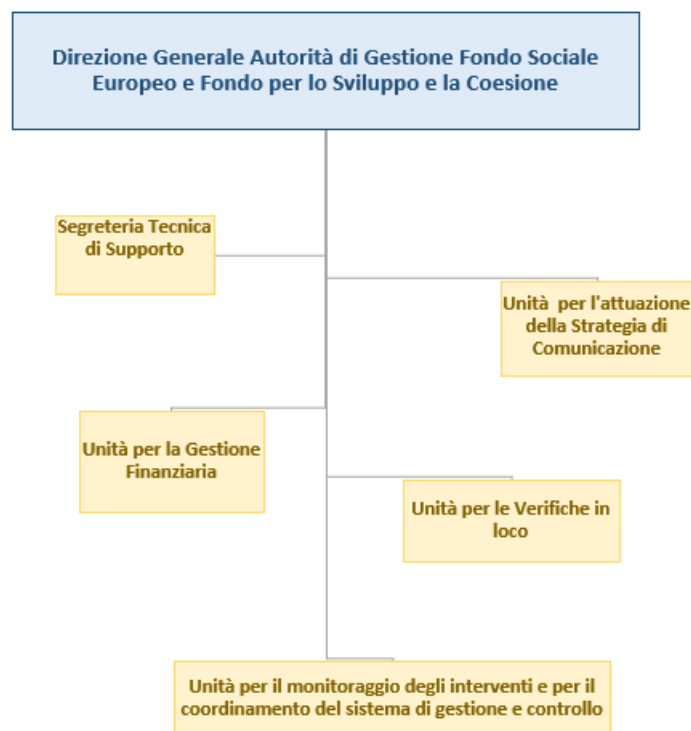 Direzione Generale Autorità di Gestione Fondo Sociale
Europeo e Fondo per lo Sviluppo e la Coesione
Segreteria Tecnica
di Supporto
Unità  per l'attuazione
della Strategia di
Comunicazione
Unità per la Gestione
Finanziaria
Unità per le Verifiche in
loco
Unità per il monitoraggio degli interventi e per il
coordinamento del sistema di gestione e controllo